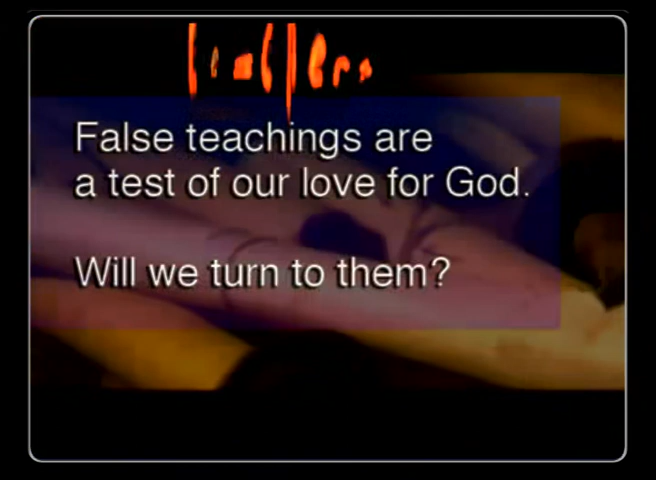 False teachings are
a test of our love for God.
Will we turn to them?